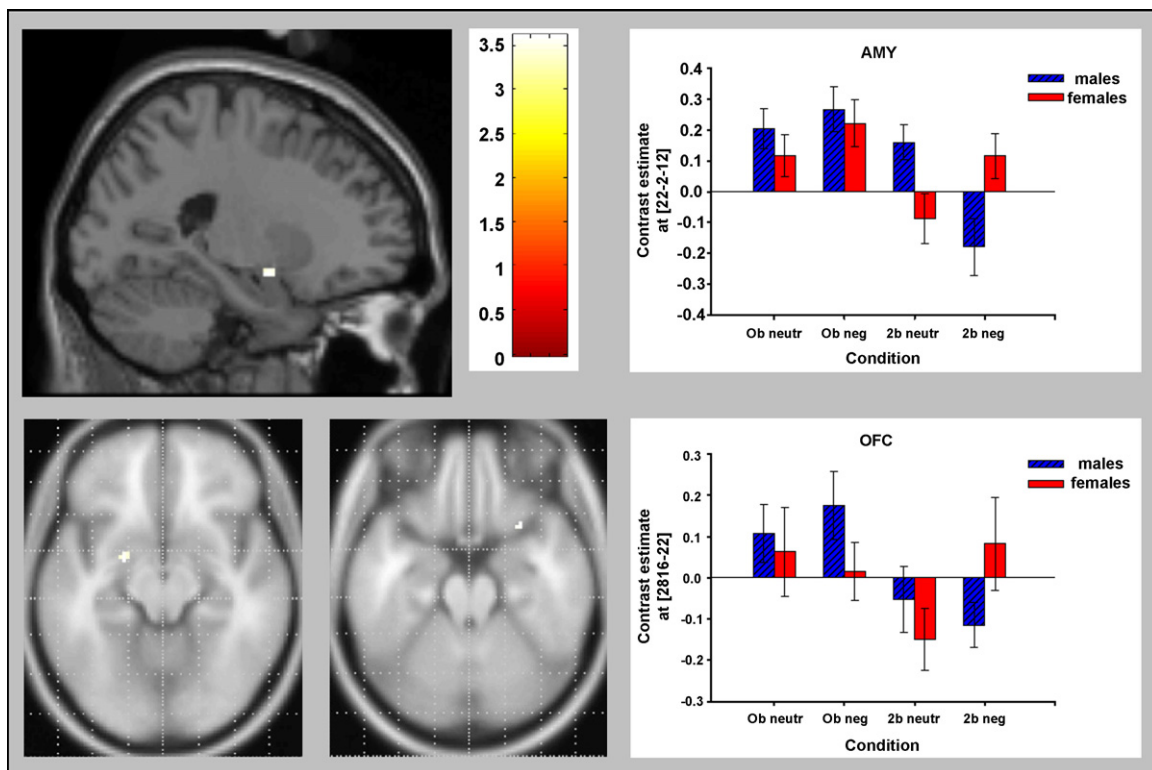 3.5
3
2.5
2
1.5
1
0.5
0
AMY
males
females
0.4
0.3
0.2
0.1
0.0
-0.1
-0.2
-0.3
-0.4
Contrast estimate
at [22-2-12]
Ob neutr Ob neg 2b neutr 2b neg
Condition
OFC
males
females
0.3
0.2
0.1
0.0
-0.1
-0.2
-0.3
Contrast estimate
at [2816-22]
Ob neutr Ob neg 2b neutr 2b neg
Condition